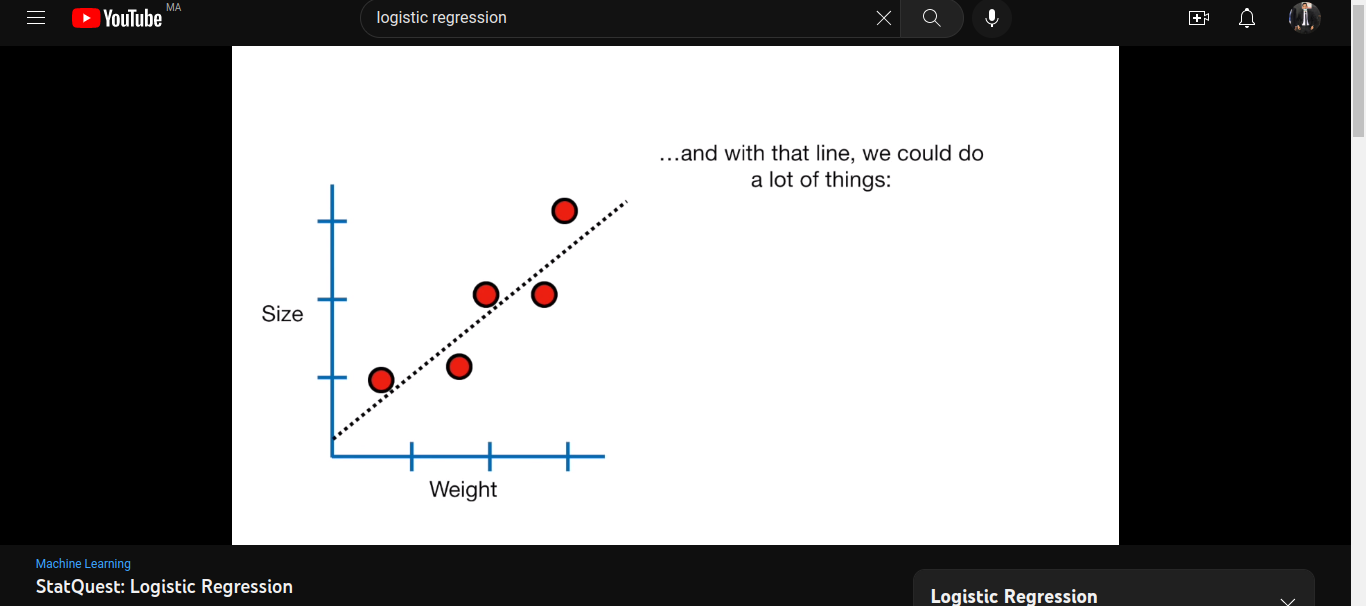 YouTube MA
logistic regression
...and with that line, we could do
a lot of things:
Size
Weight
Machine Learning
StatQuest: Logistic Regression
Logistic Regression